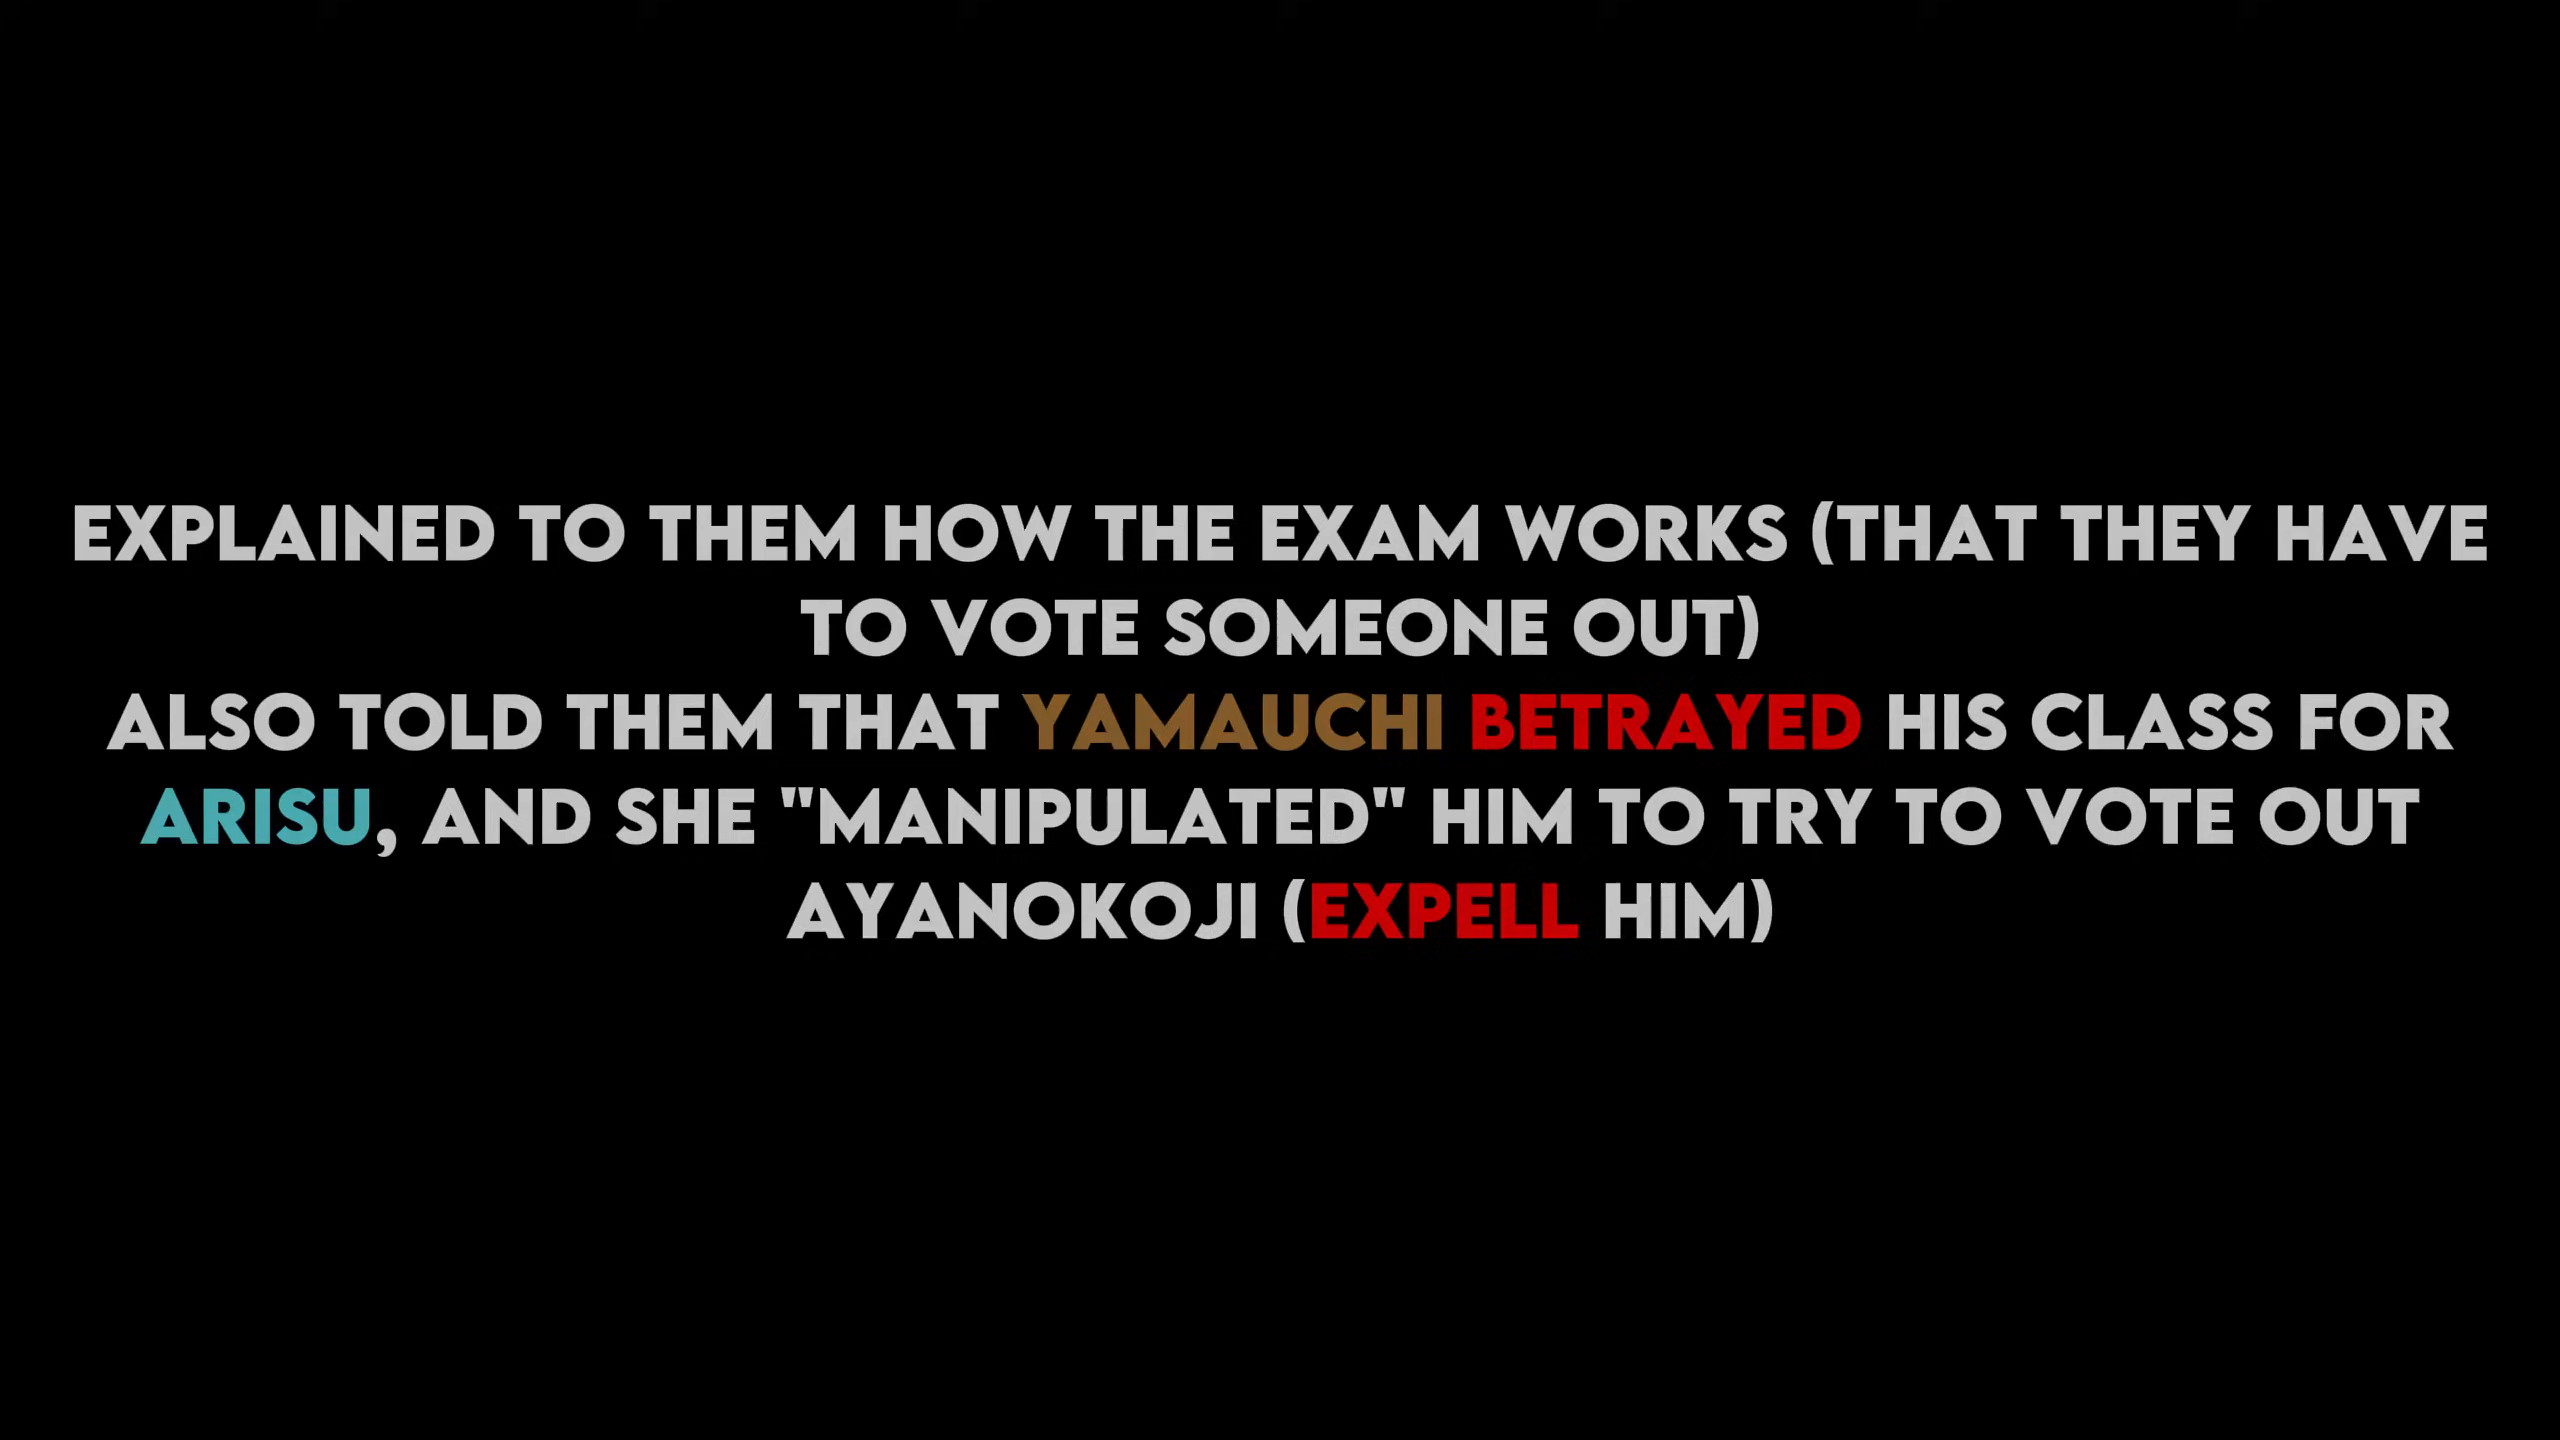 EXPLAINED TO THEM HOW THE EXAM WORKS (THAT THEY HAVE
TO VOTE SOMEONE OUT)
ALSO TOLD THEM THAT YAMAUCHI BETRAYED HIS CLASS FOR
ARISU, AND SHE "MANIPULATED" HIM TO TRY TO VOTE OUT
AYANOKOJI (EXPELL HIM)